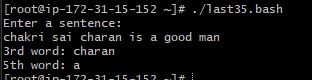 [root@ip-172-31-15-152 ~]# ./last35.bash
Enter a sentence:
chakri sai charan is a good man
3rd word: charan
5th word: a
[root@ip-172-31-15-152 ~]#